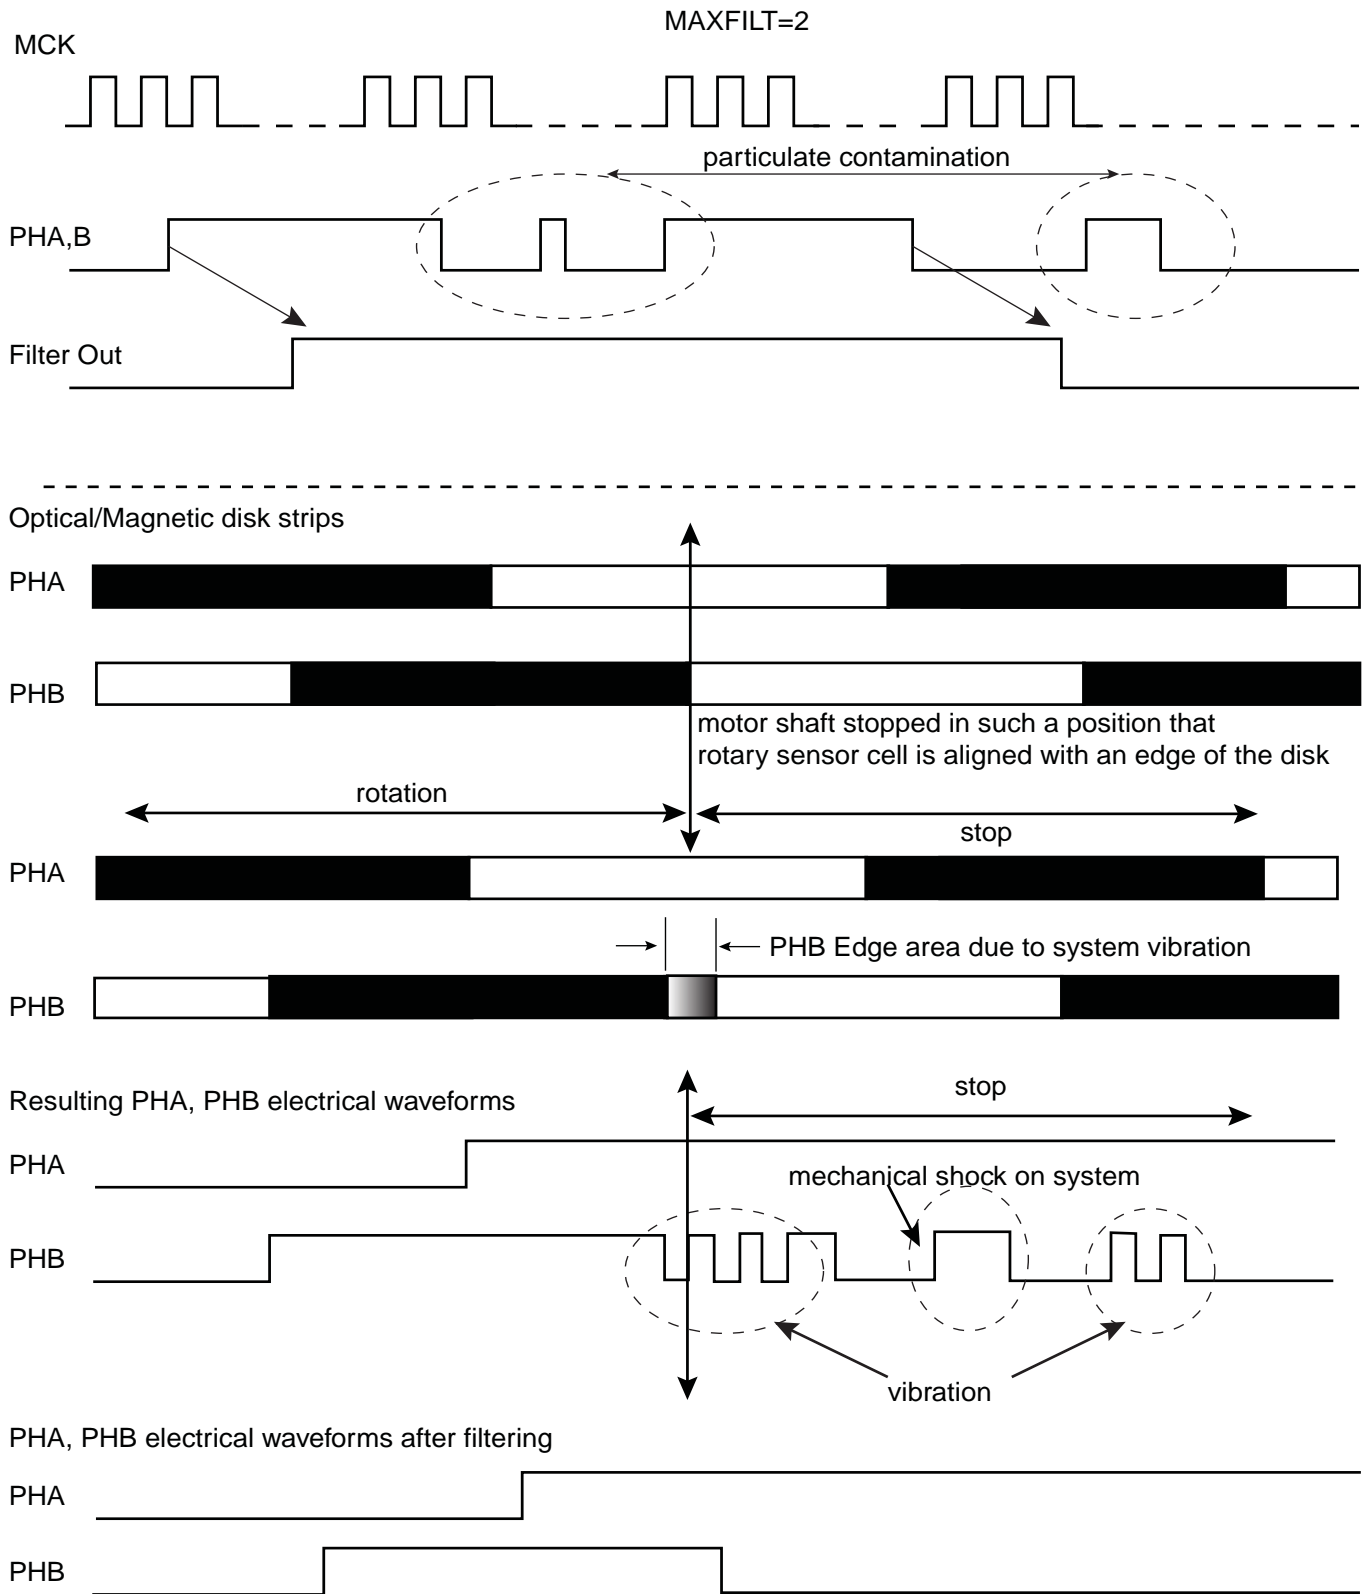 MAXFILT=2
MCK
particulate contamination
PHA,B
Filter Out
Optical/Magnetic disk strips
PHA
PHB
motor shaft stopped in such a position that
rotary sensor cell is aligned with an edge of the disk
rotation
stop
PHA
PHB Edge area due to system vibration
PHB
stop
Resulting PHA, PHB electrical waveforms
PHA
mechanical shock on system
PHB
vibration
PHA, PHB electrical waveforms after filtering
PHA
PHB